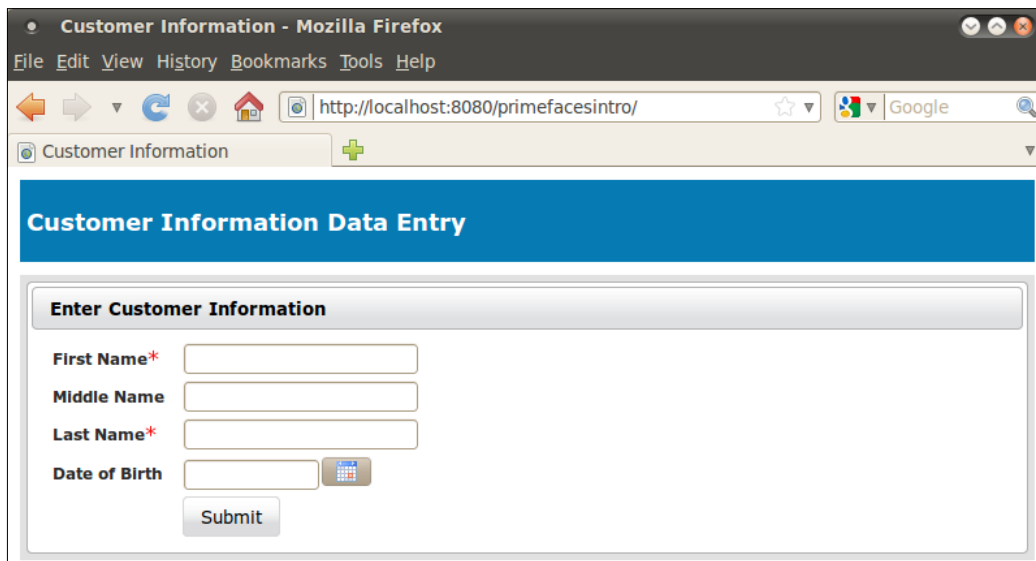 Customer Information - Mozilla Firefox
File Edit View History Bookmarks Tools Help
http://localhost:8080/primefacesintro/ Google
Customer Information
Customer Information Data Entry
Enter Customer Information
First Name*
Middle Name
Last Name*
Date of Birth
Submit